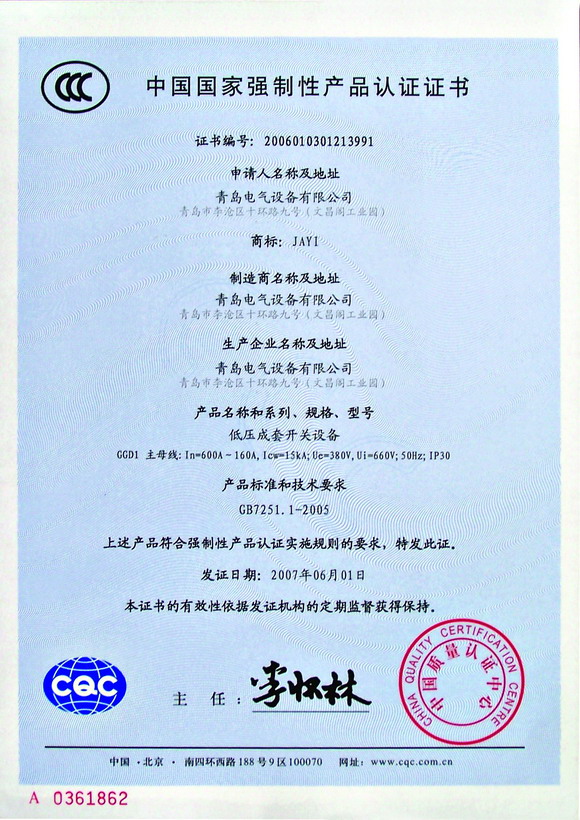 CCC
中国国家强制性产品认证证书
证书编号: 2006010301213991
申请人名称及地址
青岛电气设备有限公司
青岛市李沧区十环路九号(文昌阁工业园)
商标: JAYI
制造商名称及地址
青岛电气设备有限公司
青岛市李沧区十环路九号(文昌阁工业园)
生产企业名称及地址
青岛电气设备有限公司
青岛市李沧区十环路九号(文昌阁工业园)
产品名称和系列、规格、型号
低压成套开关设备
GGD1 主母线: In=600A~160A, Icw=15kA; Ue=380V, Ui=660V; 50Hz; IP30
产品标准和技术要求
GB7251.1-2005
上述产品符合强制性产品认证实施规则的要求,特发此证。
发证日期: 2007年06月01日
本证书的有效性依据发证机构的定期监督获得保持。
CQC
主 任: 李怀林
CHINA QUALITY CERTIFICATION CENTRE
中国质量认证中心
中国·北京·南四环西路188号9区100070 网址: www.cqc.com.cn
A 0361862